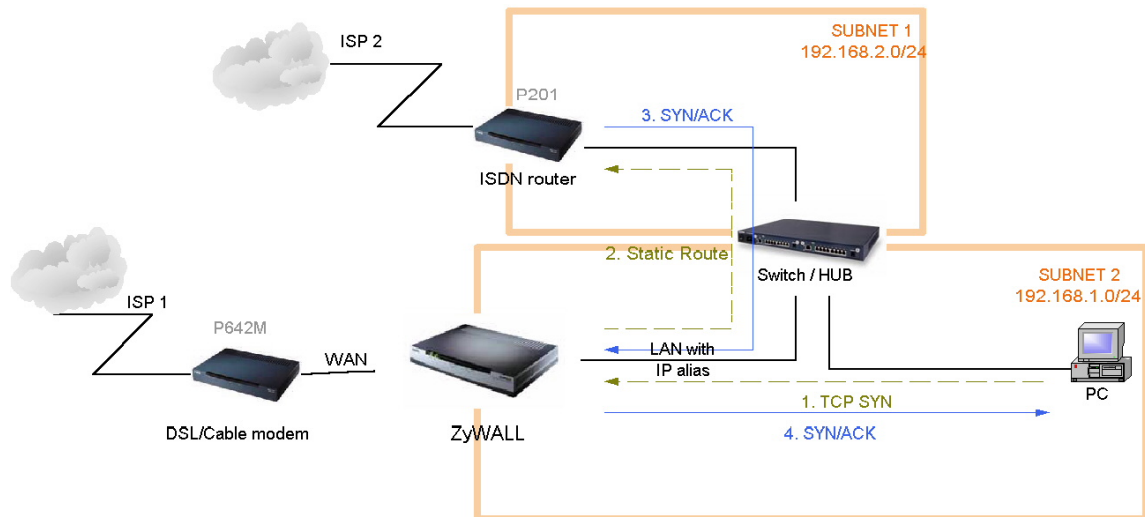 ISP 2
SUBNET 1
192.168.2.0/24
P201
3. SYN/ACK
ISDN router
2. Static Route
Switch / HUB
SUBNET 2
192.168.1.0/24
ISP 1
P642M
WAN
LAN with
IP alias
PC
1. TCP SYN
DSL/Cable modem
ZyWALL
4. SYN/ACK